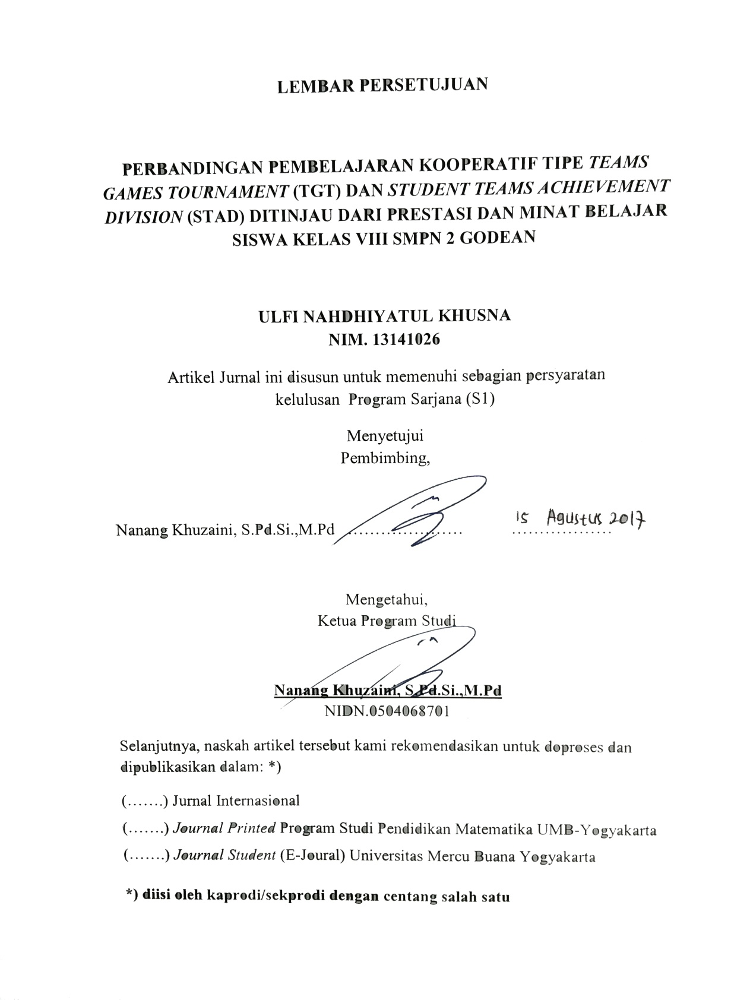 LEMBAR PERSETUJUAN
PERBANDINGAN PEMBELAJARAN KOOPERATIF TIPE TEAMS
GAMES TOURNAMENT (TGT) DAN STUDENT TEAMS ACHIEVEMENT
DIVISION (STAD) DITINJAU DARI PRESTASI DAN MINAT BELAJAR
SISWA KELAS VIII SMPN 2 GODEAN
ULFI NAHDHIYATUL KHUSNA
NIM. 13141026
Artikel Jurnal ini disusun untuk memenuhi sebagian persyaratan
kelulusan Program Sarjana (S1)
Menyetujui
Pembimbing,
Nanang Khuzaini, S.Pd.Si.,M.Pd ..................... 15 Agustus 2017
Mengetahui,
Ketua Program Studi
Nanang Khuzaini, S.Pd.Si.,M.Pd
NIDN.0504068701
Selanjutnya, naskah artikel tersebut kami rekomendasikan untuk doproses dan
dipublikasikan dalam: *)
(.......) Jurnal Internasional
(.......) Journal Printed Program Studi Pendidikan Matematika UMB-Yogyakarta
(.......) Journal Student (E-Joural) Universitas Mercu Buana Yogyakarta
*) diisi oleh kaprodi/sekprodi dengan centang salah satu